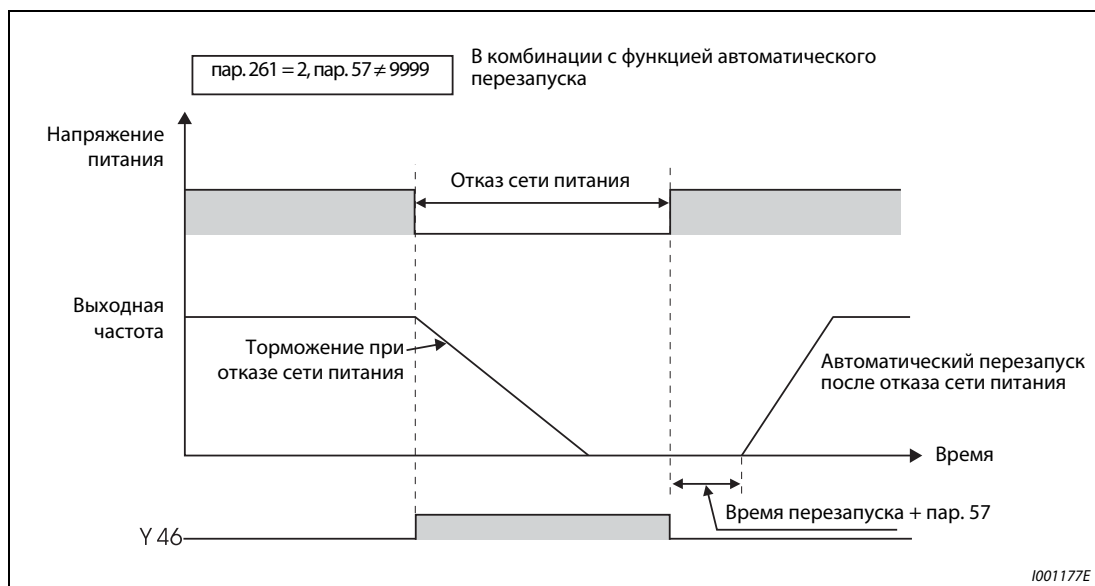 пар. 261 = 2, пар. 57 ≠ 9999
В комбинации с функцией автоматического
перезапуска
Напряжение
питания
Отказ сети питания
Выходная
частота
Торможение при
отказе сети питания
Автоматический перезапуск
после отказа сети питания
Время
Время перезапуска + пар. 57
Y 46
I001177E